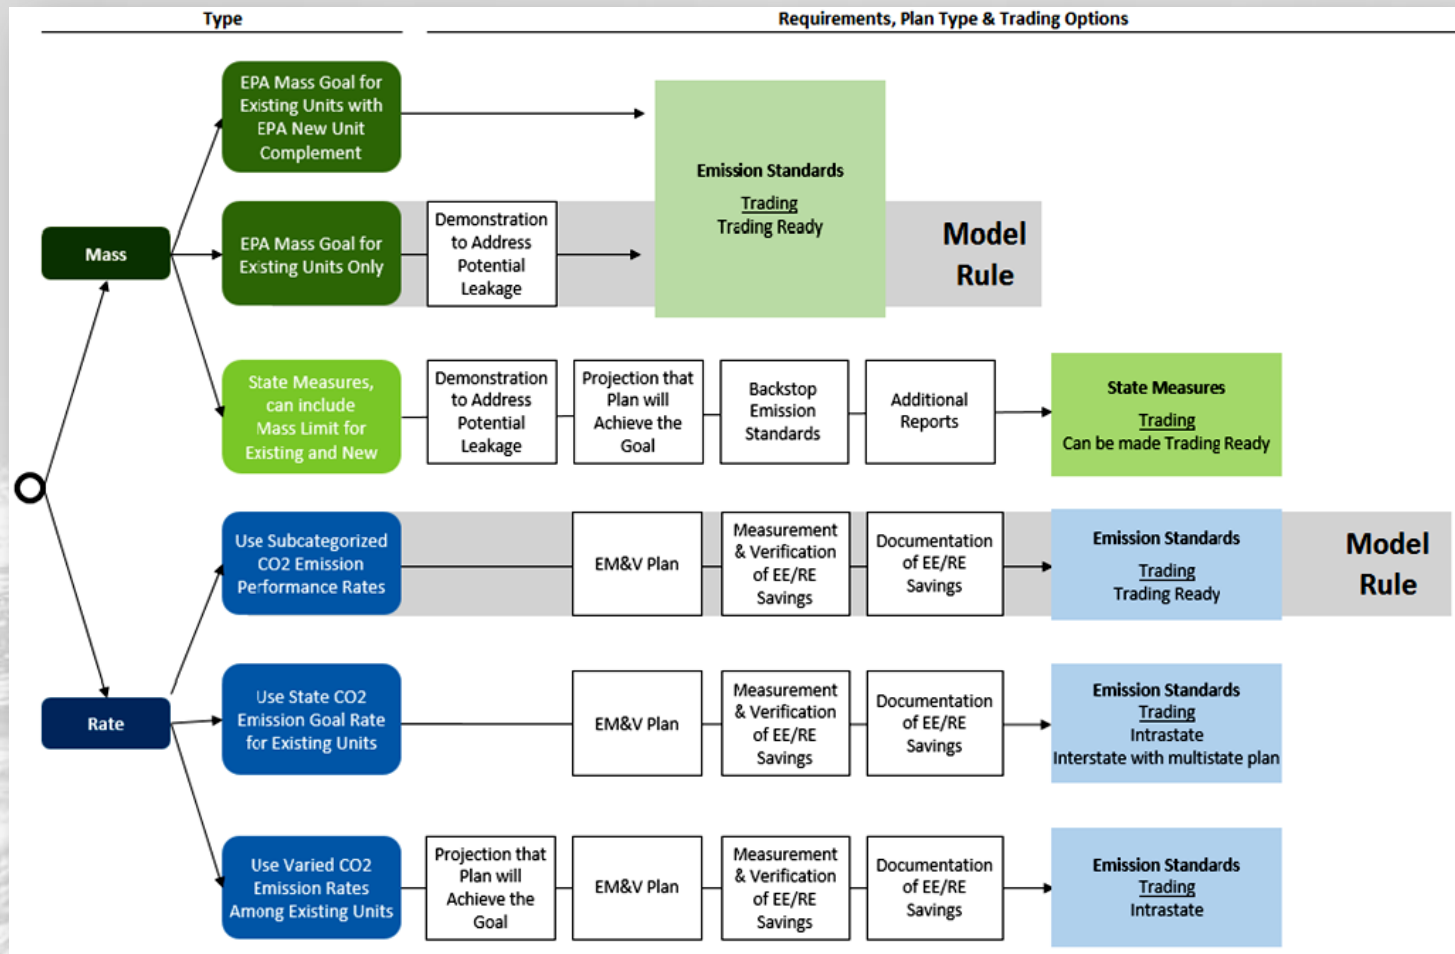 Type
Requirements, Plan Type & Trading Options
EPA Mass Goal for
Existing Units with
EPA New Unit
Complement
Emission Standards
Trading
Trading Ready
Mass
EPA Mass Goal for
Existing Units Only
Demonstration
to Address
Potential
Leakage
Model
Rule
State Measures,
can include
Mass Limit for
Existing and New
Demonstration
to Address
Potential
Leakage
Projection that
Plan will
Achieve the
Goal
Backstop
Emission
Standards
Additional
Reports
State Measures
Trading
Can be made Trading Ready
Use Subcategorized
CO2 Emission
Performance Rates
EM&V Plan
Measurement
& Verification
of EE/RE
Savings
Documentation
of EE/RE
Savings
Emission Standards
Trading
Trading Ready
Model
Rule
Rate
Use State CO2
Emission Goal Rate
for Existing Units
EM&V Plan
Measurement
& Verification
of EE/RE
Savings
Documentation
of EE/RE
Savings
Emission Standards
Trading
Intrastate
Interstate with multistate plan
Use Varied CO2
Emission Rates
Among Existing Units
Projection that
Plan will
Achieve the
Goal
EM&V Plan
Measurement
& Verification
of EE/RE
Savings
Documentation
of EE/RE
Savings
Emission Standards
Trading
Intrastate